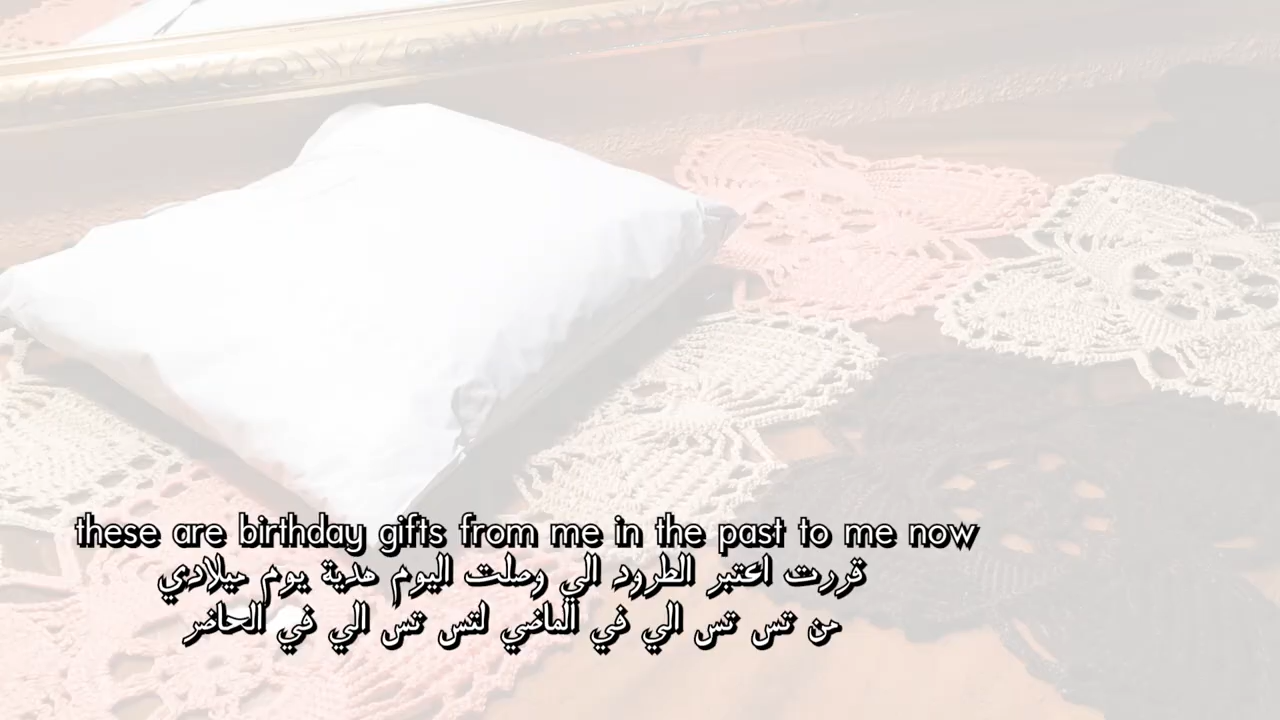 these are birthday gifts from me in the past to me now
قررت اعتبر الطرود الي وصلت اليوم هدية يوم ميلادي
من تس تس الي في الماضي لتس تس الي في الحاضر